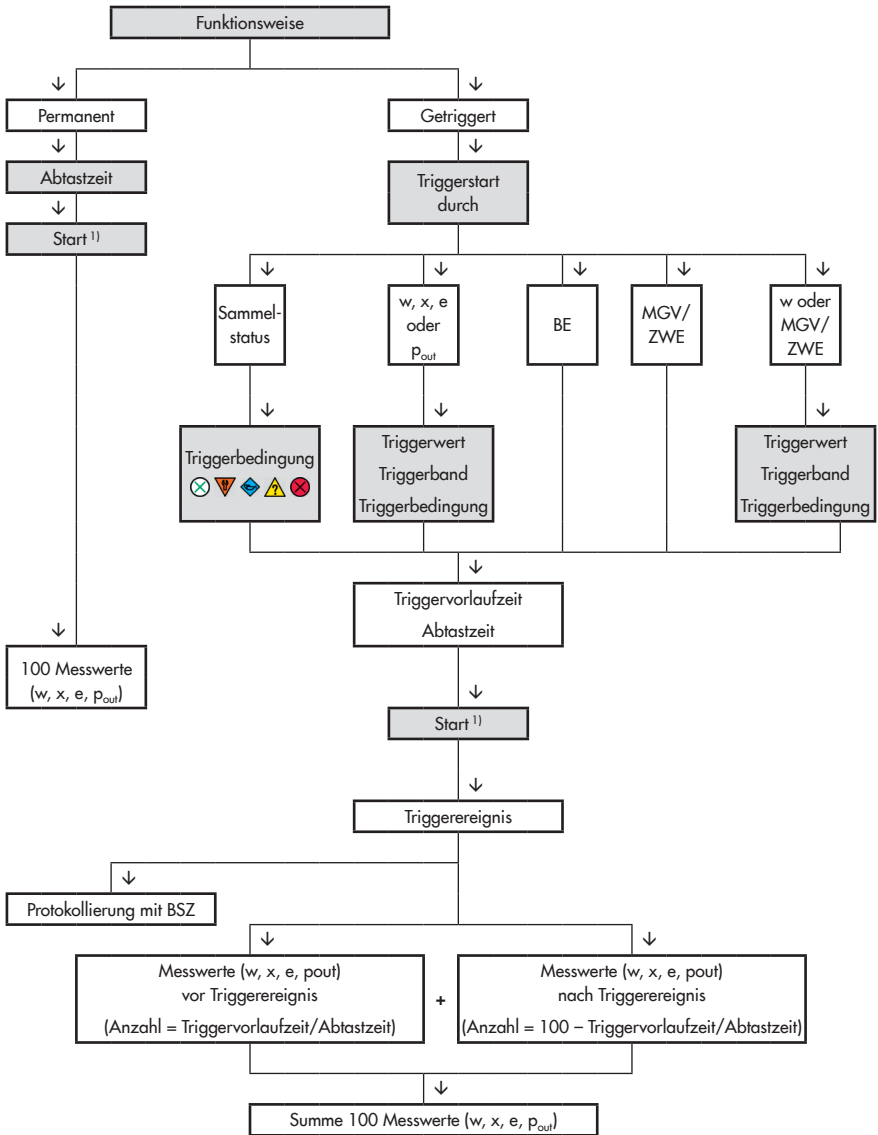 Funktionsweise
Permanent
Getriggert
Abtastzeit
Triggerstart
durch
Start 1)
Sammel-
status
w, x, e
oder
pout
BE
MGV/
ZWE
w oder
MGV/
ZWE
Triggerbedingung
?
Triggerwert
Triggerband
Triggerbedingung
Triggerwert
Triggerband
Triggerbedingung
Triggervorlaufzeit
Abtastzeit
100 Messwerte
(w, x, e, pout)
Start 1)
Triggerereignis
Protokollierung mit BSZ
Messwerte (w, x, e, pout)
vor Triggerereignis
(Anzahl = Triggervorlaufzeit/Abtastzeit)
+
Messwerte (w, x, e, pout)
nach Triggerereignis
(Anzahl = 100 – Triggervorlaufzeit/Abtastzeit)
Summe 100 Messwerte (w, x, e, pout)